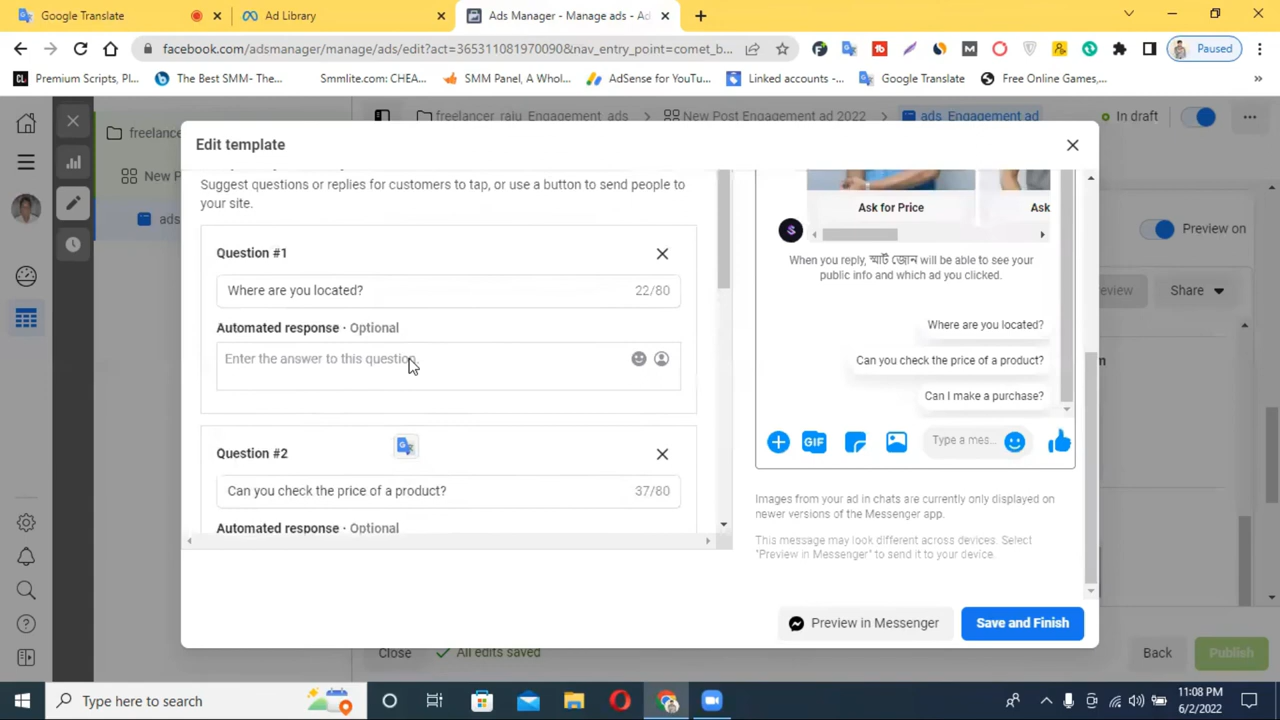 Google Translate
Ad Library
Ads Manager - Manage ads - Ad
facebook.com/adsmanager/manage/ads/edit?act=365311081970090&nav_entry_point=comet_b...
Paused
Premium Scripts, Pl...
The Best SMM- The...
Smmlite.com: CHEA...
SMM Panel, A Whol...
AdSense for YouTu...
Linked accounts -...
Google Translate
Free Online Games,...
»
freelance
freelancer raju Engagement ads
New Post Engagement ad 2022
ads Engagement ad
In draft
Edit template
New P
ads
Suggest questions or replies for customers to tap, or use a button to send people to
your site.
Question #1
Where are you located?
22/80
Automated response · Optional
Enter the answer to this question
Question #2
Can you check the price of a product?
37/80
Automated response · Optional
Ask for Price
Ask
When you reply, স্মার্ট জোন will be able to see your
public info and which ad you clicked.
Where are you located?
Can you check the price of a product?
Can I make a purchase?
GIF
Type a mes...
Images from your ad in chats are currently only displayed on
newer versions of the Messenger app.
This message may look different across devices. Select
"Preview in Messenger" to send it to your device.
Preview in Messenger
Save and Finish
Preview on
eview
Share
Close
All edits saved
Back
Publish
Type here to search
11:08 PM
6/2/2022